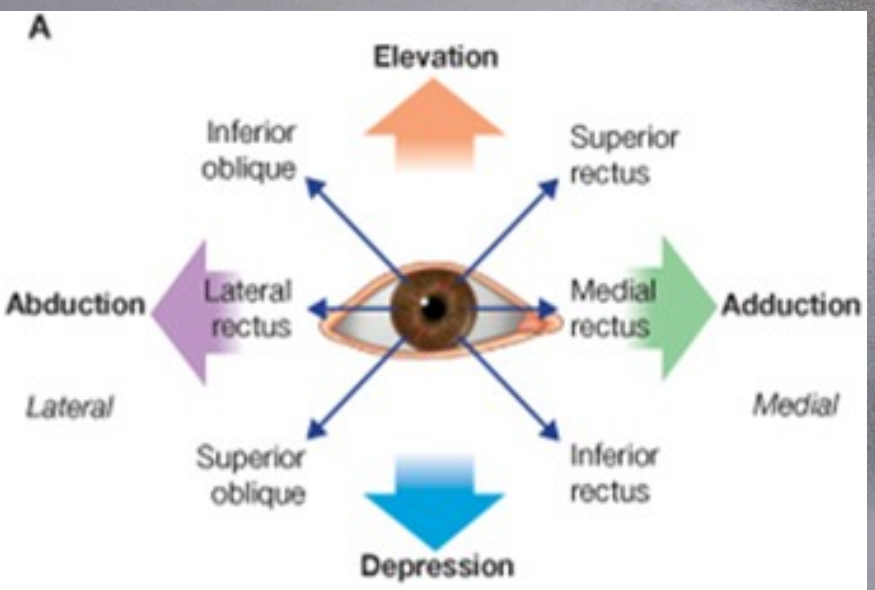 A
Elevation
Inferior
oblique
Superior
rectus
Abduction
Lateral
rectus
Medial
rectus
Adduction
Lateral
Medial
Superior
oblique
Inferior
rectus
Depression